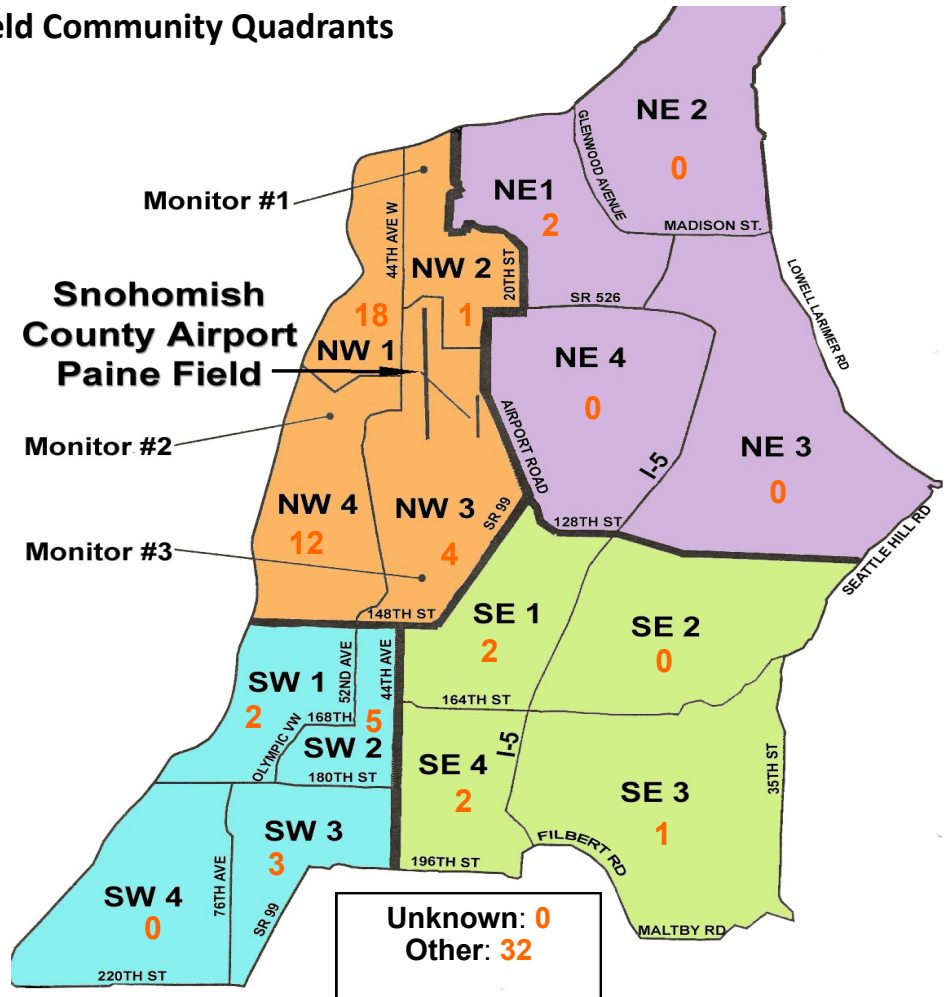 eld Community Quadrants
NE 2
0
GLENWOOD AVENUE
MADISON ST.
Monitor #1
44TH AVE W
NE1
2
NW 2
1
20TH ST
SR 526
LOWELL LARIMER RD
Snohomish
County Airport
Paine Field
18
NW 1
NE 4
0
AIRPORT ROAD
I-5
NE 3
0
Monitor #2
NW 4
12
NW 3
4
SR 99
128TH ST
SEATTLE HILL RD
Monitor #3
148TH ST
SE 1
2
SE 2
0
SW 1
2
52ND AVE
44TH AVE
168TH
5
OLYMPIC VW
SW 2
180TH ST
164TH ST
I-5
SE 4
2
SE 3
1
35TH ST
SW 3
3
FILBERT RD
196TH ST
SW 4
0
76TH AVE
SR 99
220TH ST
MALTBY RD
Unknown: 0
Other: 32